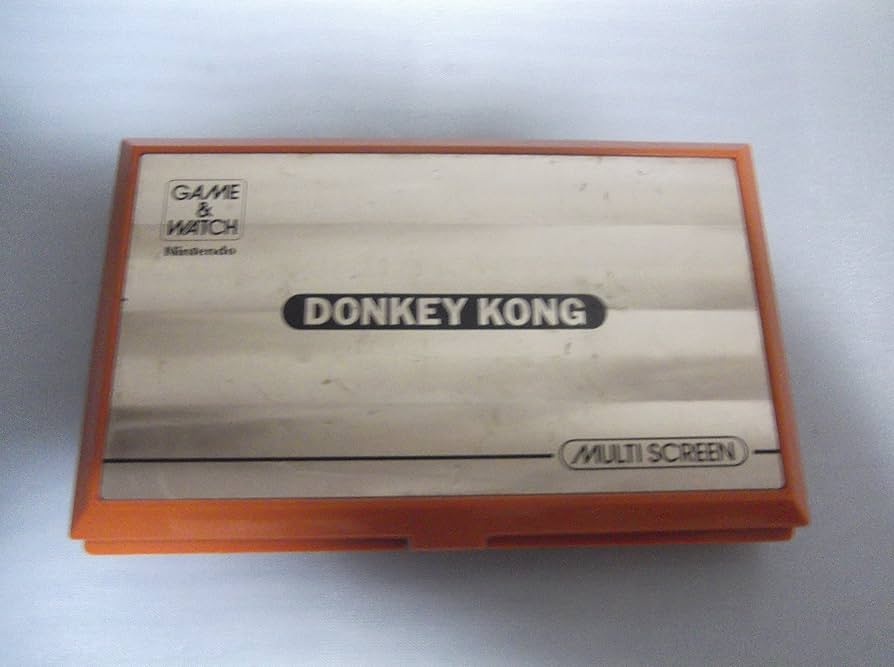 GAME
&
WATCH
Nintendo
DONKEY KONG
MULTI SCREEN